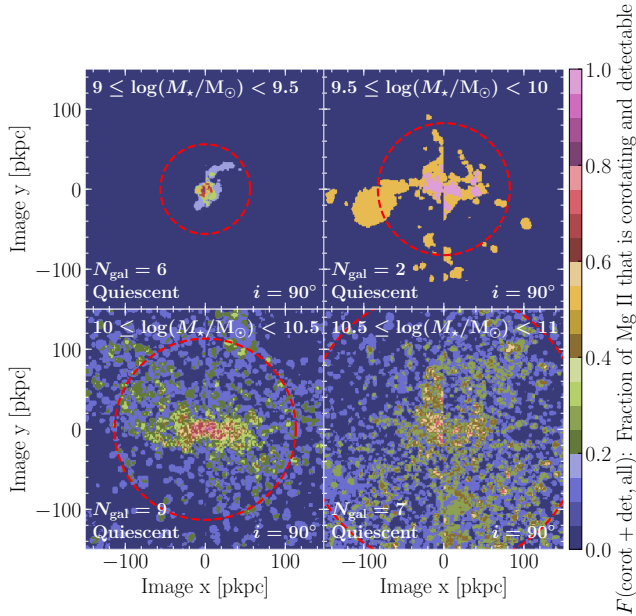 9 ≤ log(M⋆/M⊙) < 9.5
9.5 ≤ log(M⋆/M⊙) < 10
100
0
−100
Image y [pkpc]
N_gal = 6
Quiescent i = 90°
N_gal = 2
Quiescent i = 90°
10 ≤ log(M⋆/M⊙) < 10.5
10.5 ≤ log(M⋆/M⊙) < 11
100
0
−100
Image y [pkpc]
N_gal = 9
Quiescent i = 90°
N_gal = 7
Quiescent i = 90°
−100 0 100
−100 0 100
Image x [pkpc]
Image x [pkpc]
1.0
0.8
0.6
0.4
0.2
0.0
F(corot + det, all): Fraction of Mg II that is corotating and detectable